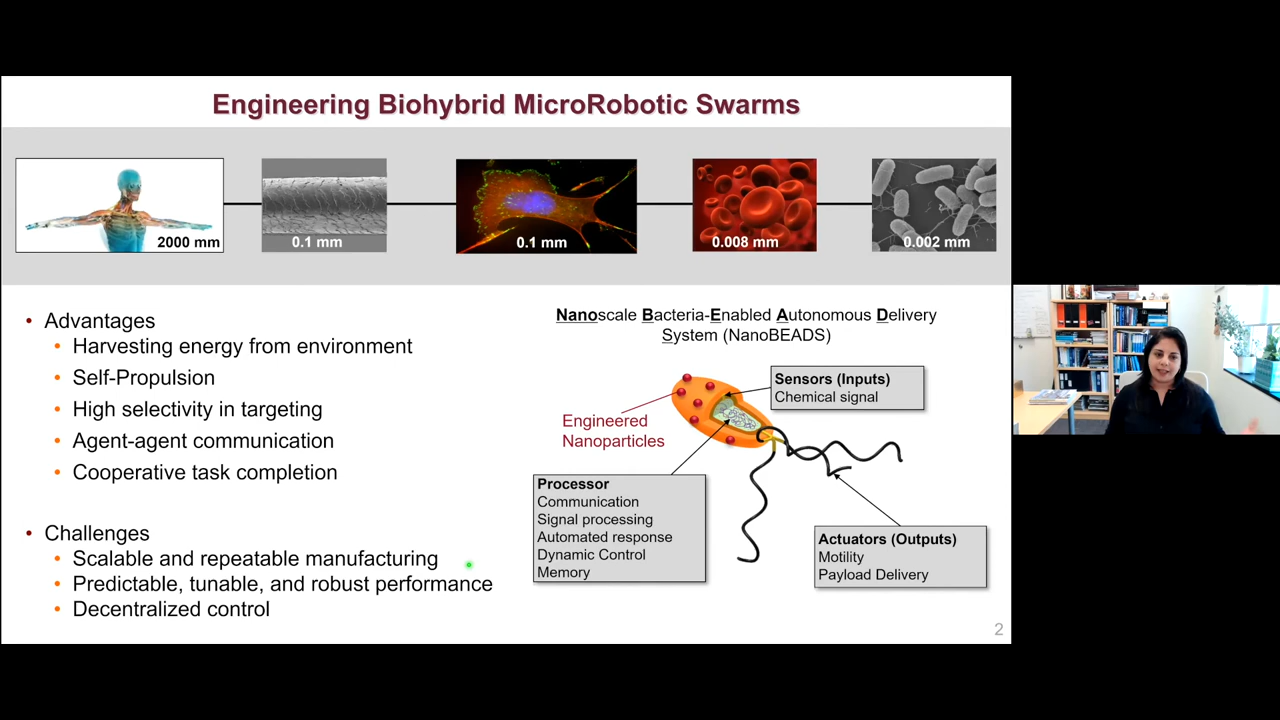 Engineering Biohybrid MicroRobotic Swarms
2000 mm
0.1 mm
0.1 mm
0.008 mm
0.002 mm
• Advantages
• Harvesting energy from environment
• Self-Propulsion
• High selectivity in targeting
• Agent-agent communication
• Cooperative task completion
• Challenges
• Scalable and repeatable manufacturing
• Predictable, tunable, and robust performance
• Decentralized control
Nanoscale Bacteria-Enabled Autonomous Delivery
System (NanoBEADS)
Sensors (Inputs)
Chemical signal
Engineered
Nanoparticles
Processor
Communication
Signal processing
Automated response
Dynamic Control
Memory
Actuators (Outputs)
Motility
Payload Delivery
2